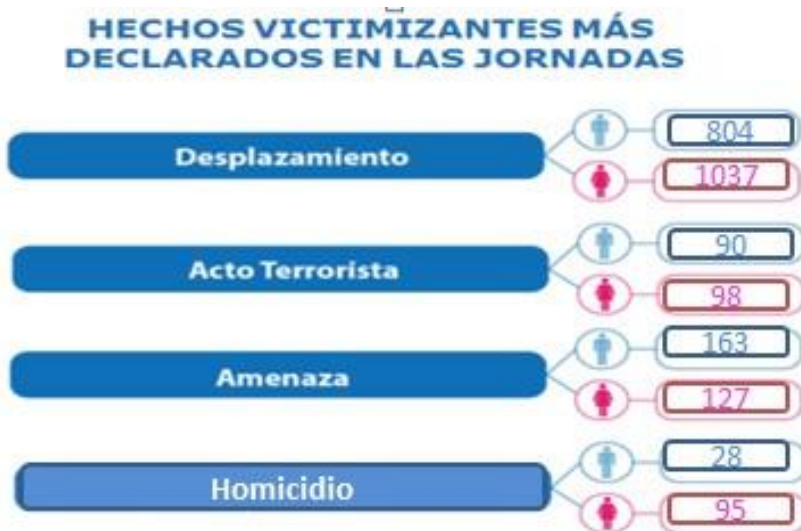 HECHOS VICTIMIZANTES MÁS
DECLARADOS EN LAS JORNADAS
Desplazamiento
804
1037
Acto Terrorista
90
98
Amenaza
163
127
Homicidio
28
95